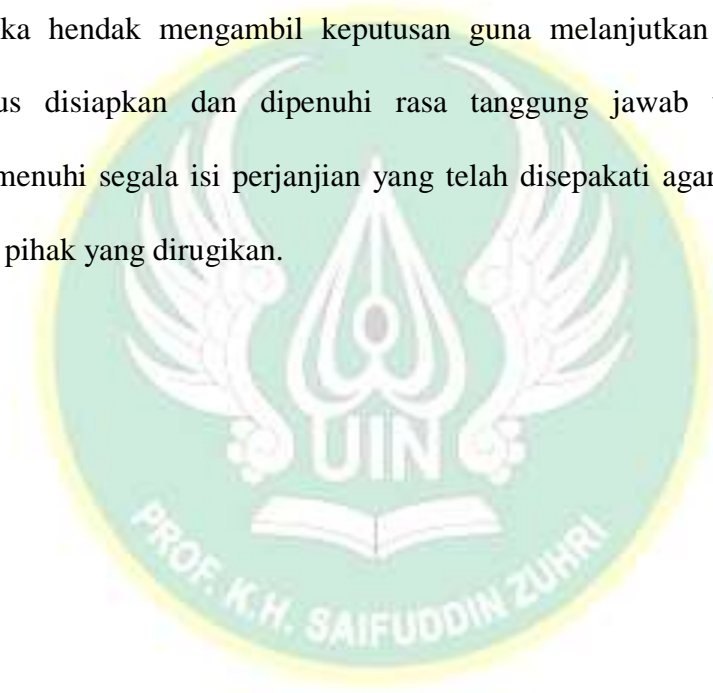 ka hendak mengambil keputusan guna melanjutkan
us disiapkan dan dipenuhi rasa tanggung jawab
menuhi segala isi perjanjian yang telah disepakati agar
pihak yang dirugikan.
UIN
PROF. K.H. SAIFUDDIN ZUHRI